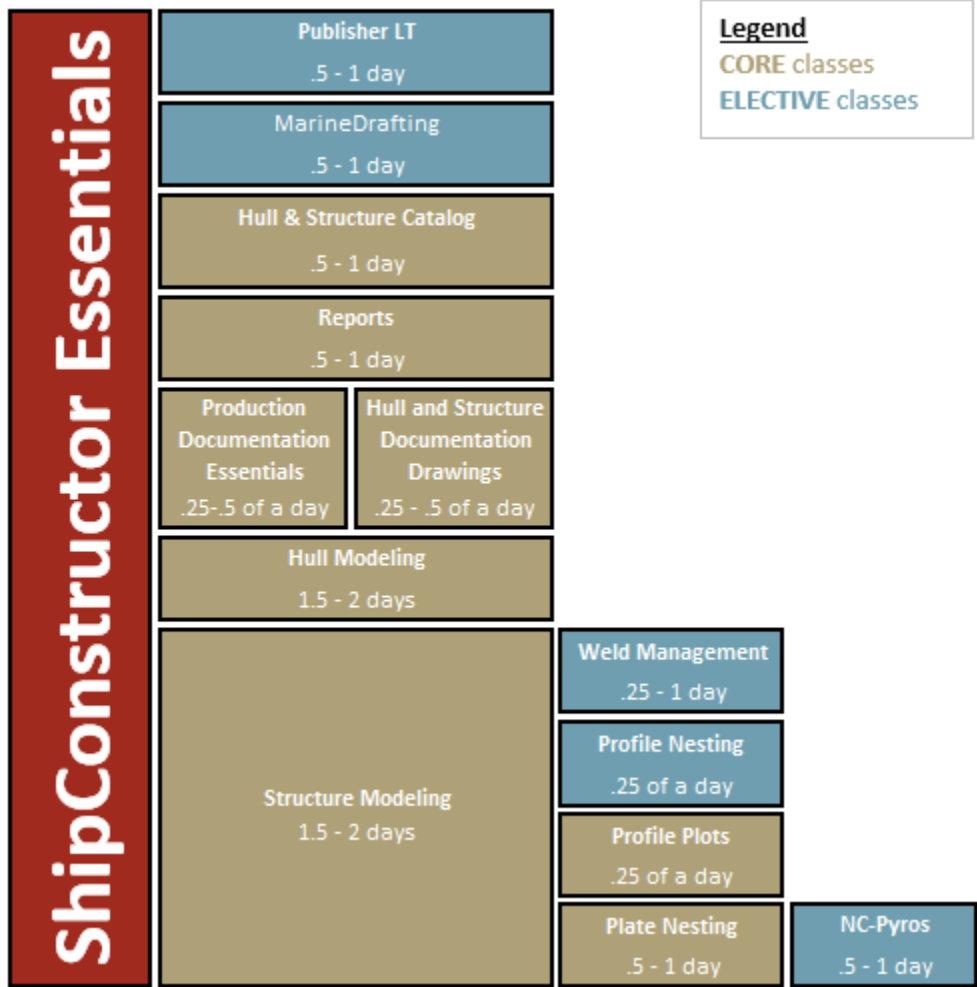 ShipConstructor Essentials
Publisher LT
.5 - 1 day
MarineDrafting
.5 - 1 day
Hull & Structure Catalog
.5 - 1 day
Reports
.5 - 1 day
Production
Documentation
Essentials
.25-.5 of a day
Hull and Structure
Documentation
Drawings
.25 - .5 of a day
Hull Modeling
1.5 - 2 days
Structure Modeling
1.5 - 2 days
Weld Management
.25 - 1 day
Profile Nesting
.25 of a day
Profile Plots
.25 of a day
Plate Nesting
.5 - 1 day
NC-Pyros
.5 - 1 day
Legend
CORE classes
ELECTIVE classes